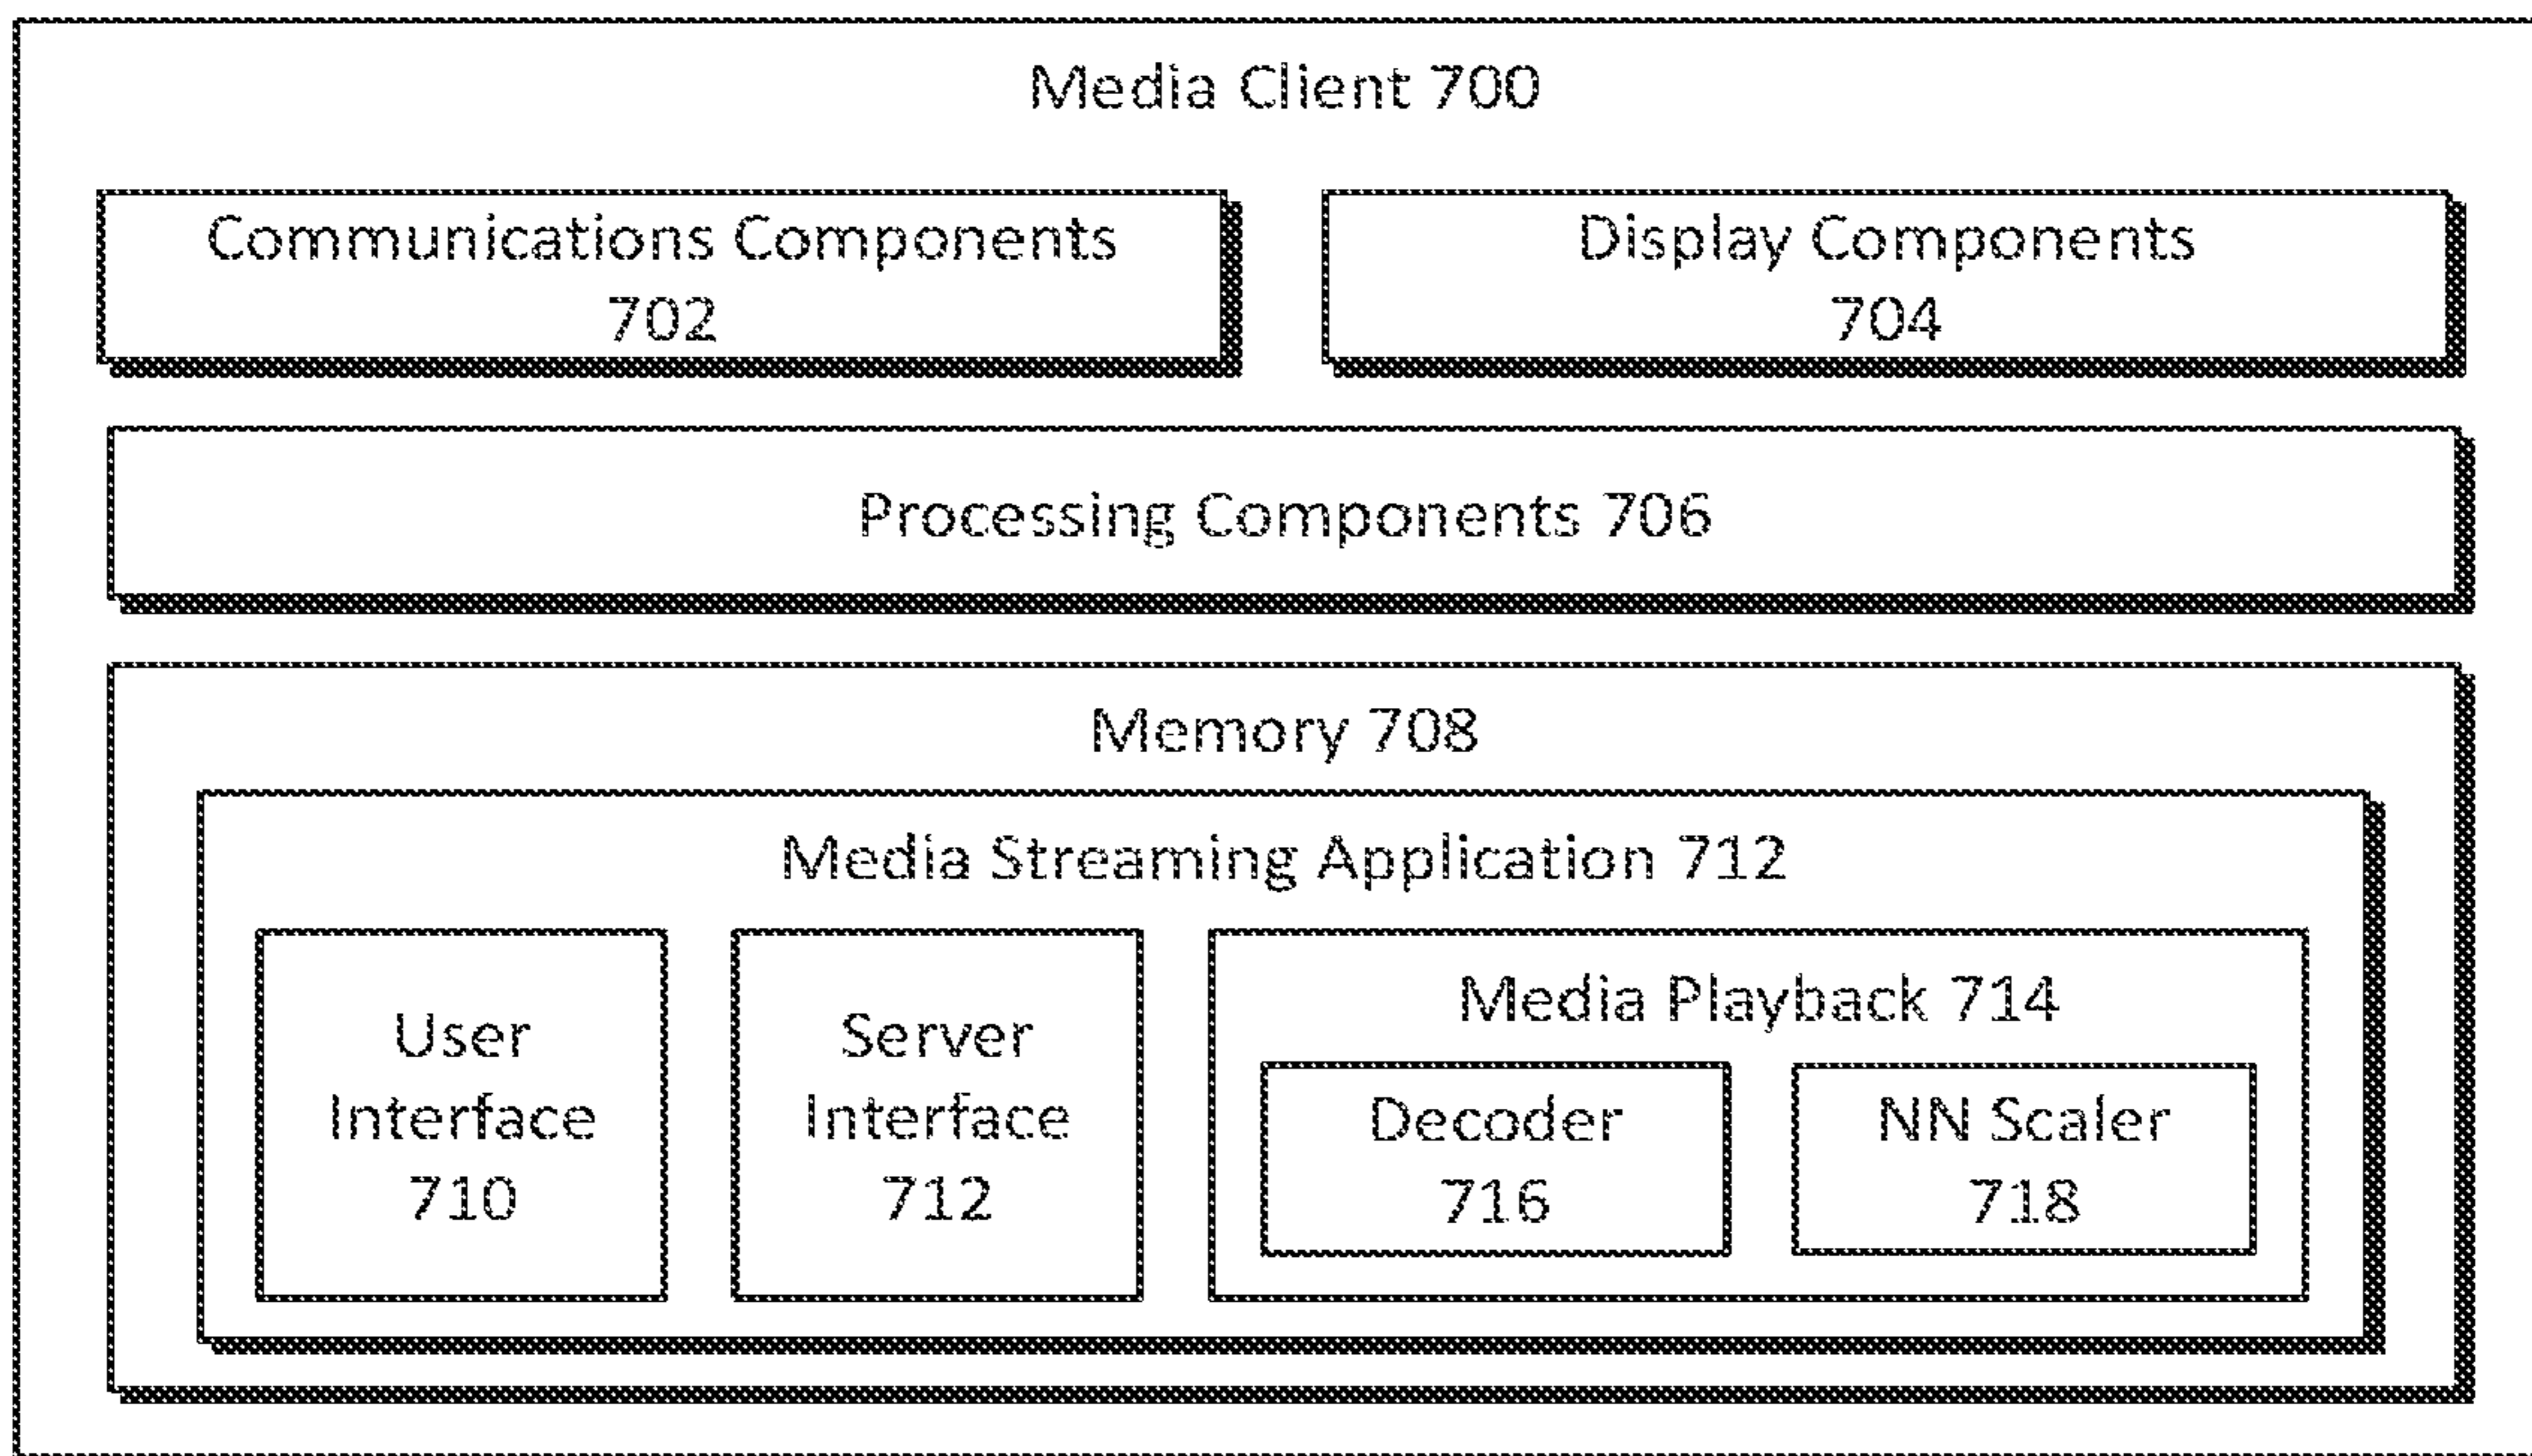 Media Client 700
Communications Components
702
Display Components
704
Processing Components 706
Memory 708
Media Streaming Application 712
User
Interface
710
Server
Interface
712
Media Playback 714
Decoder
716
NN Scaler
718